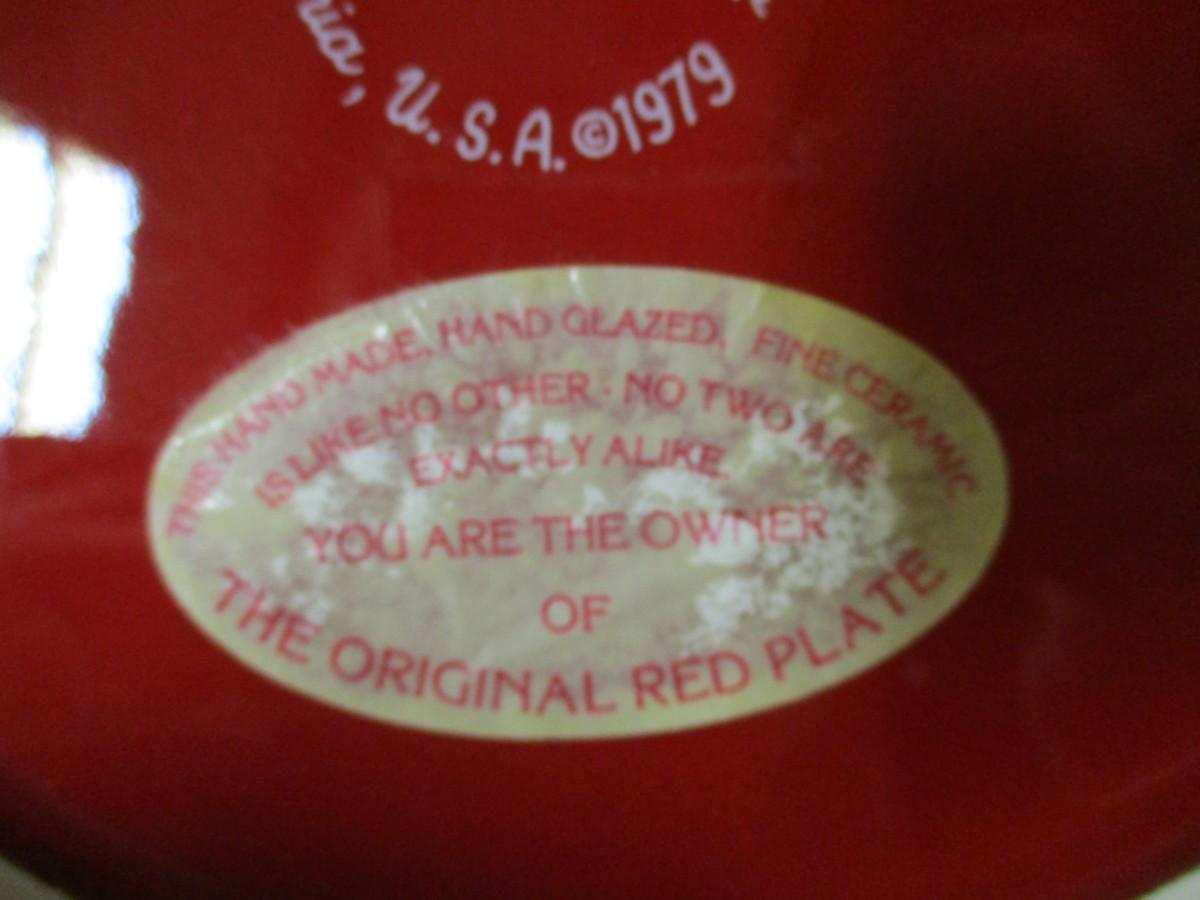 nia, U.S.A. ©1979
THIS HAND MADE, HAND GLAZED, FINE CERAMIC
IS LIKE NO OTHER · NO TWO ARE
EXACTLY ALIKE.
YOU ARE THE OWNER
OF
THE ORIGINAL RED PLATE